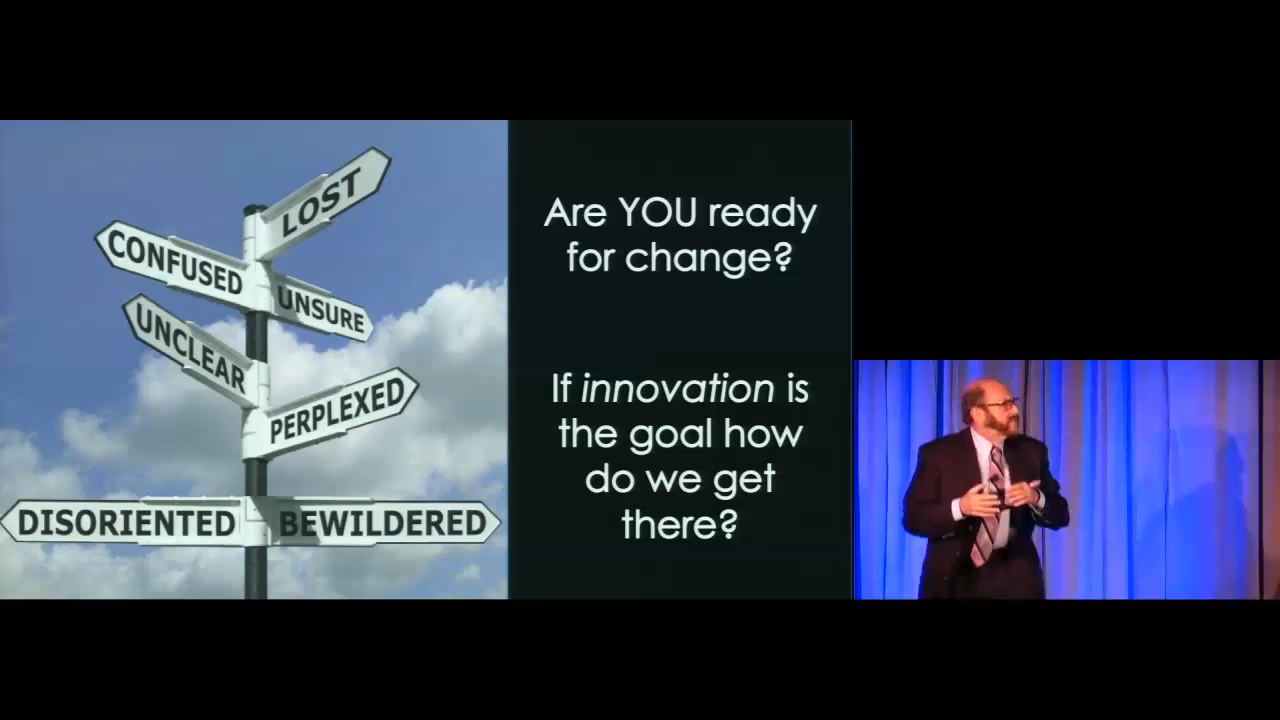 LOST
CONFUSED
UNSURE
UNCLEAR
PERPLEXED
DISORIENTED
BEWILDERED
Are YOU ready
for change?
If innovation is
the goal how
do we get
there?